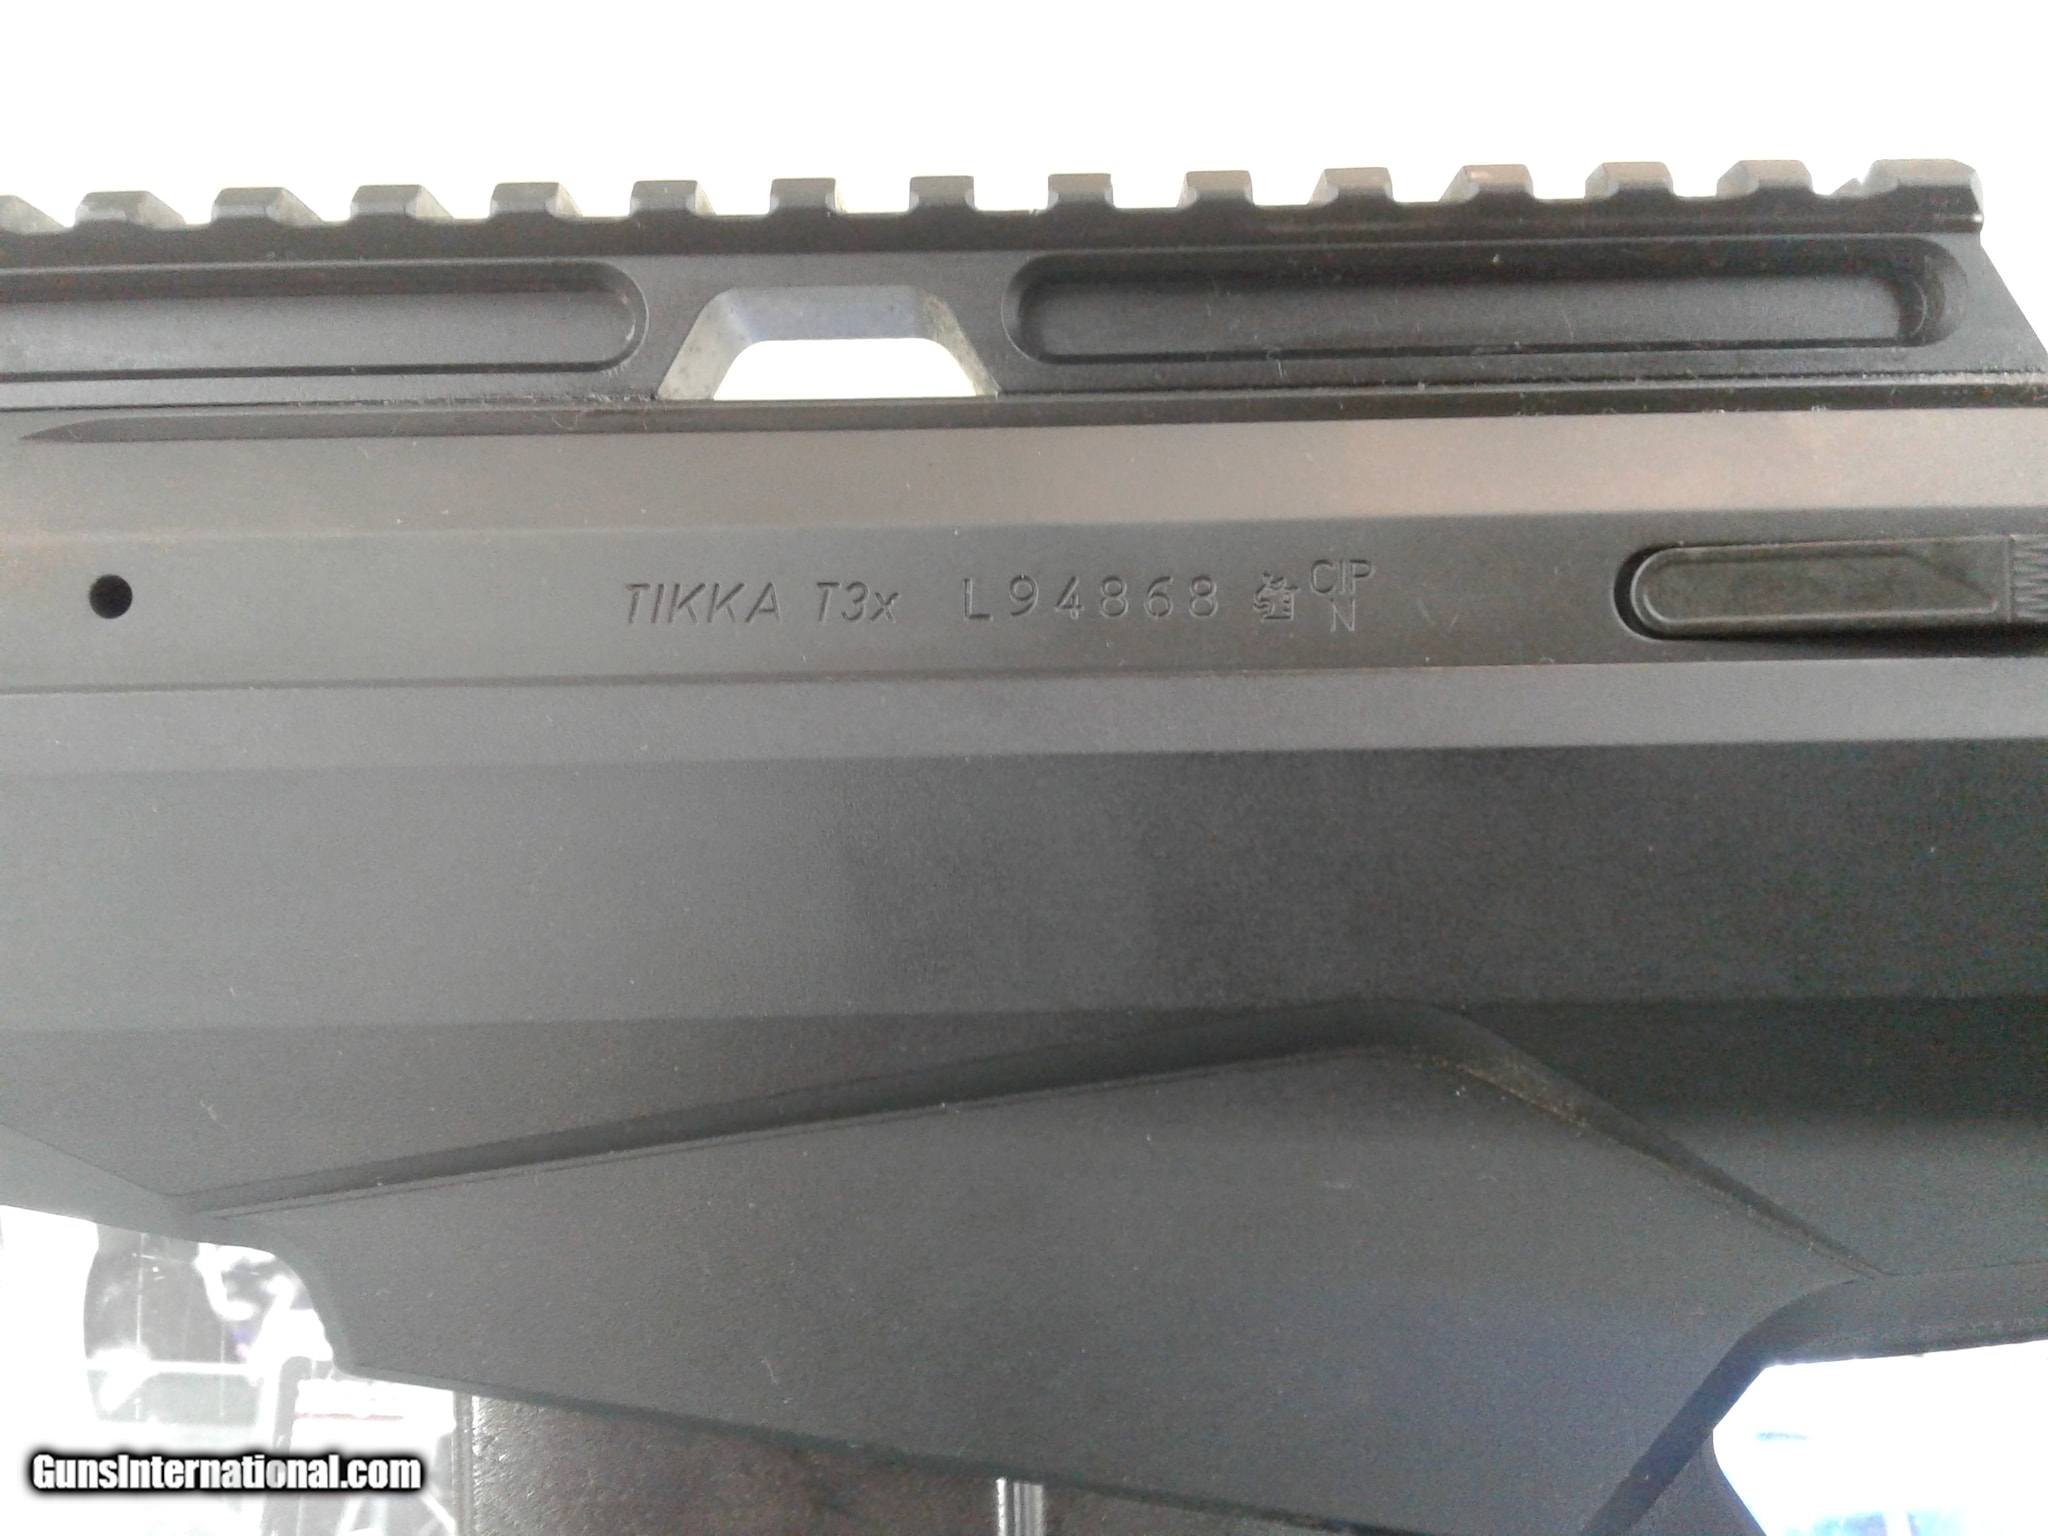 TIKKA T3x L94868 CIP
N
GunsInternational.com